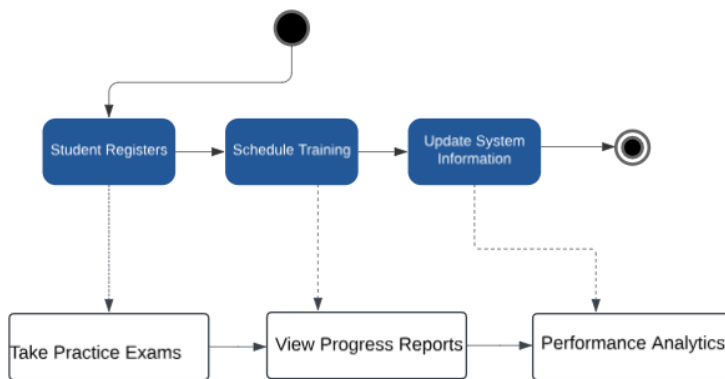 Student Registers
Schedule Training
Update System
Information
Take Practice Exams
View Progress Reports
Performance Analytics